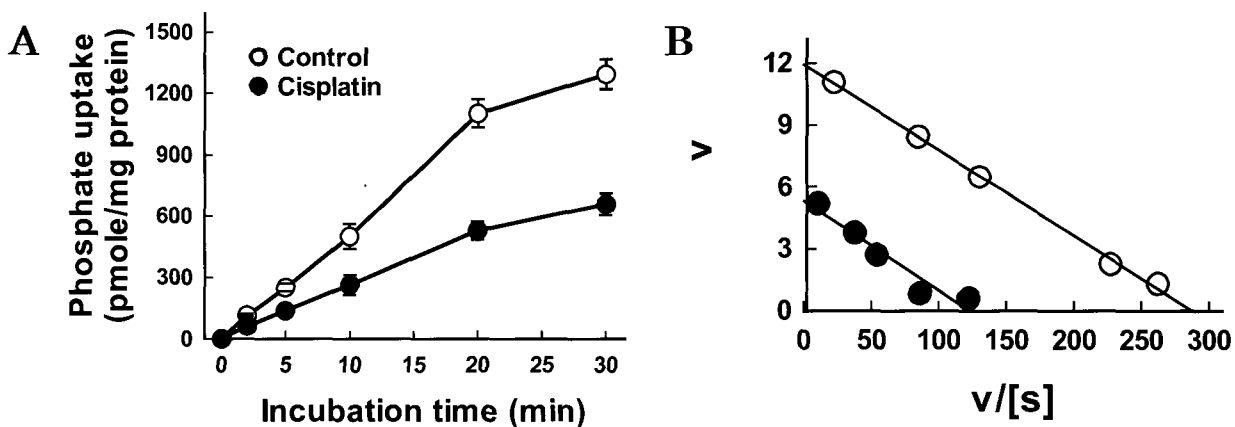 A
Phosphate uptake
(pmole/mg protein)
1500
1200
900
600
300
0
Control
Cisplatin
0 5 10 15 20 25 30
Incubation time (min)
B
v
12
9
6
3
0
0 50 100 150 200 250 300
v/[s]